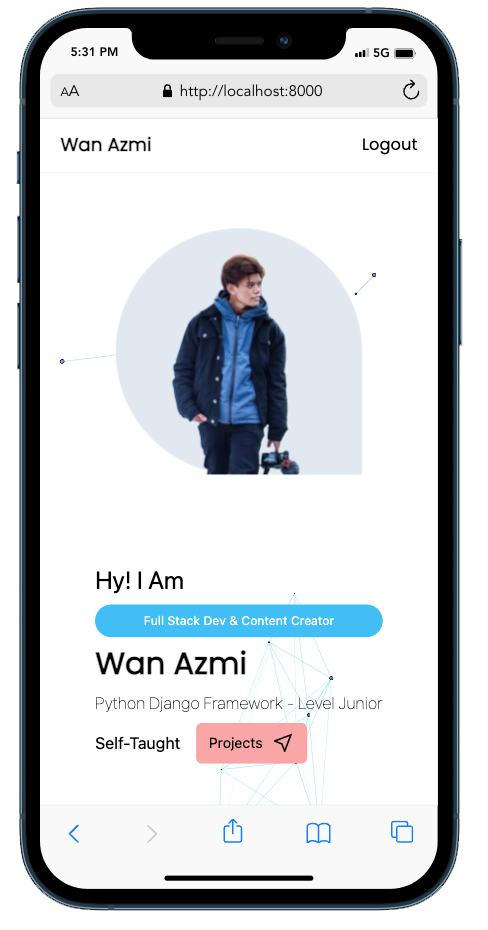 5:31 PM 5G
AA http://localhost:8000
Wan Azmi Logout
Hy! I Am
Full Stack Dev & Content Creator
Wan Azmi
Python Django Framework - Level Junior
Self-Taught Projects